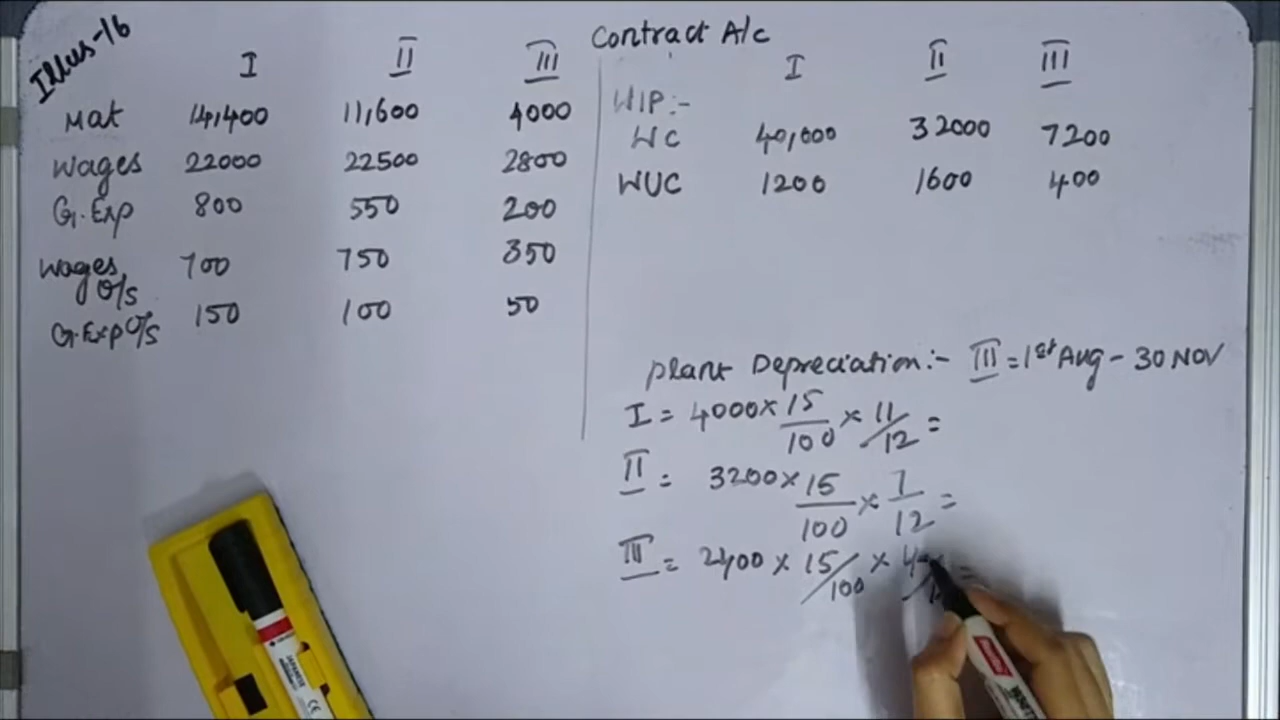 Illus-16
Contract A/c
I II III
Mat 14,400 11,600 4000
Wages 22000 22500 2800
G.Exp 800 550 200
Wages O/s 700 750 350
G.Exp O/s 150 100 50
I II III
WIP:-
WC 40,000 32000 7200
WUC 1200 1600 400
Plant Depreciation:- III = 1st Aug - 30 NOV
I = 4000 × 15/100 × 11/12 =
II = 3200 × 15/100 × 7/12 =
III = 2400 × 15/100 × 4/ =